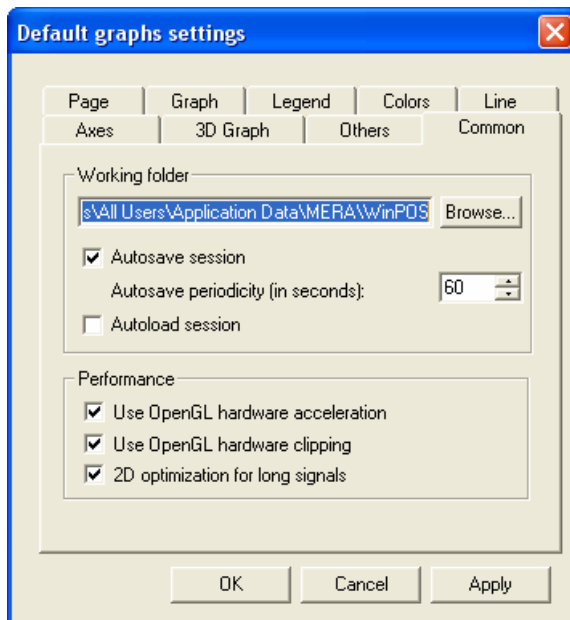 Default graphs settings
Page Graph Legend Colors Line
Axes 3D Graph Others Common
Working folder
s\All Users\Application Data\MERA\WinPOS Browse...
Autosave session
Autosave periodicity (in seconds): 60
Autoload session
Performance
Use OpenGL hardware acceleration
Use OpenGL hardware clipping
2D optimization for long signals
OK Cancel Apply